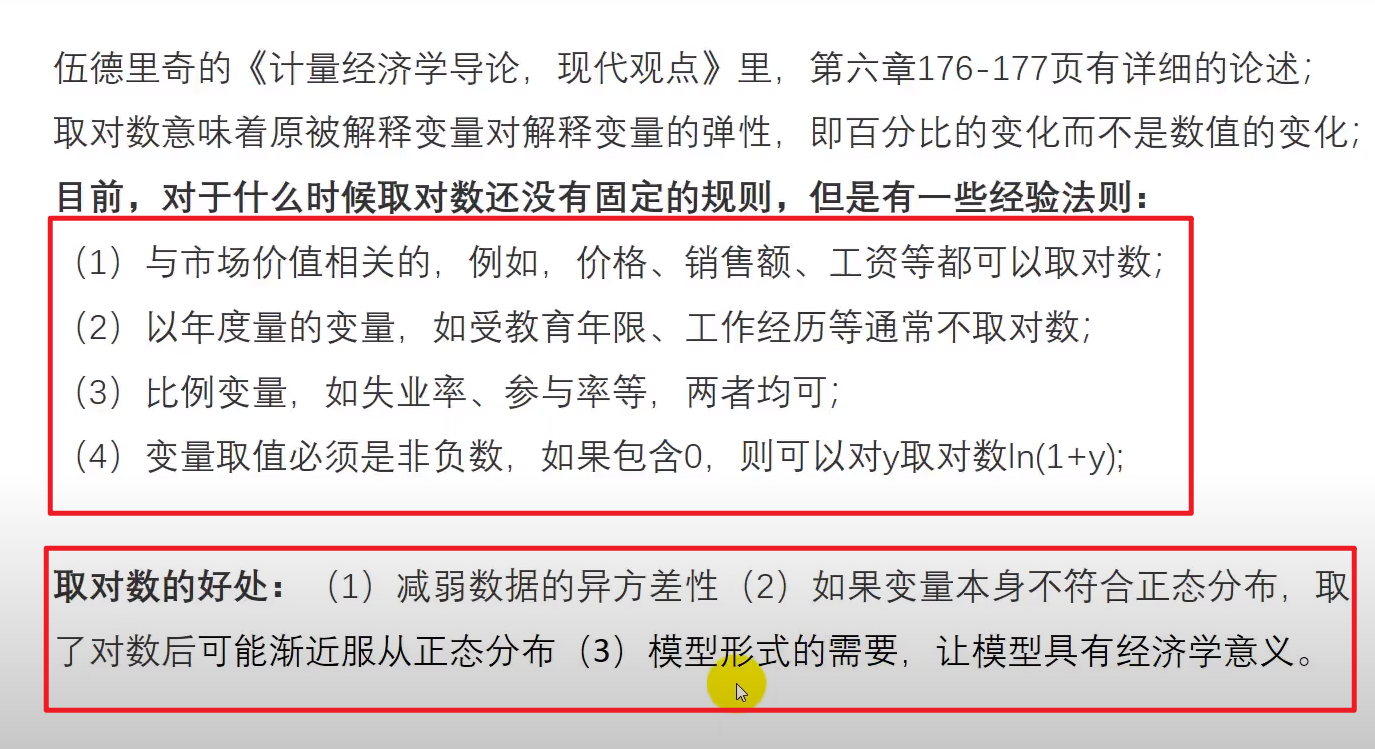 伍德里奇的《计量经济学导论，现代观点》里，第六章176-177页有详细的论述；
取对数意味着原被解释变量对解释变量的弹性，即百分比的变化而不是数值的变化；
目前，对于什么时候取对数还没有固定的规则，但是有一些经验法则：
（1）与市场价值相关的，例如，价格、销售额、工资等都可以取对数；
（2）以年度量的变量，如受教育年限、工作经历等通常不取对数；
（3）比例变量，如失业率、参与率等，两者均可；
（4）变量取值必须是非负数，如果包含0，则可以对y取对数ln(1+y);
取对数的好处：（1）减弱数据的异方差性（2）如果变量本身不符合正态分布，取
了对数后可能渐近服从正态分布（3）模型形式的需要，让模型具有经济学意义。